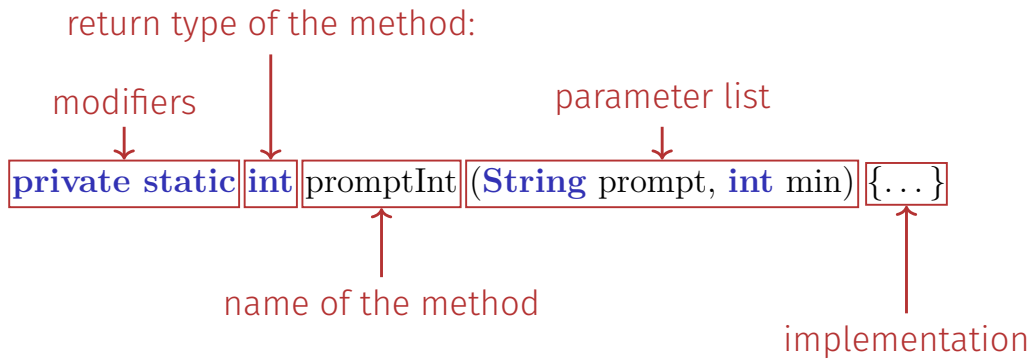 return type of the method:
modifiers
parameter list
private static int promptInt (String prompt, int min) {... }
name of the method
implementation